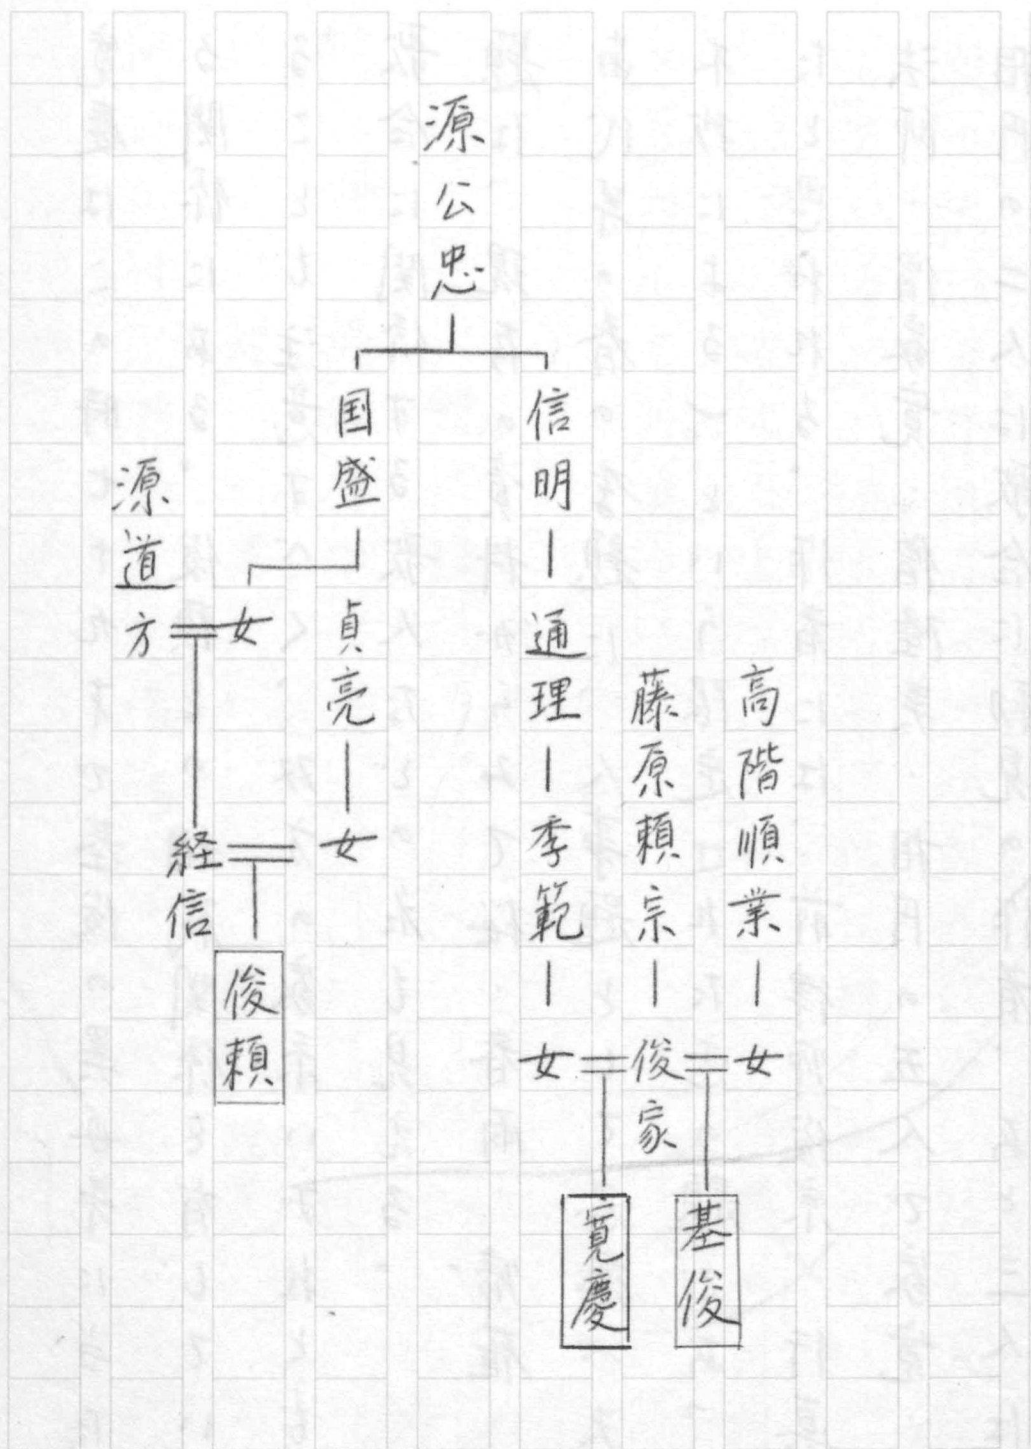 源公忠
信明
国盛
通理
季範
女
高階順業
女
藤原頼宗
俊家
基俊
寛慶
貞亮
女
女
源道方
経信
俊頼